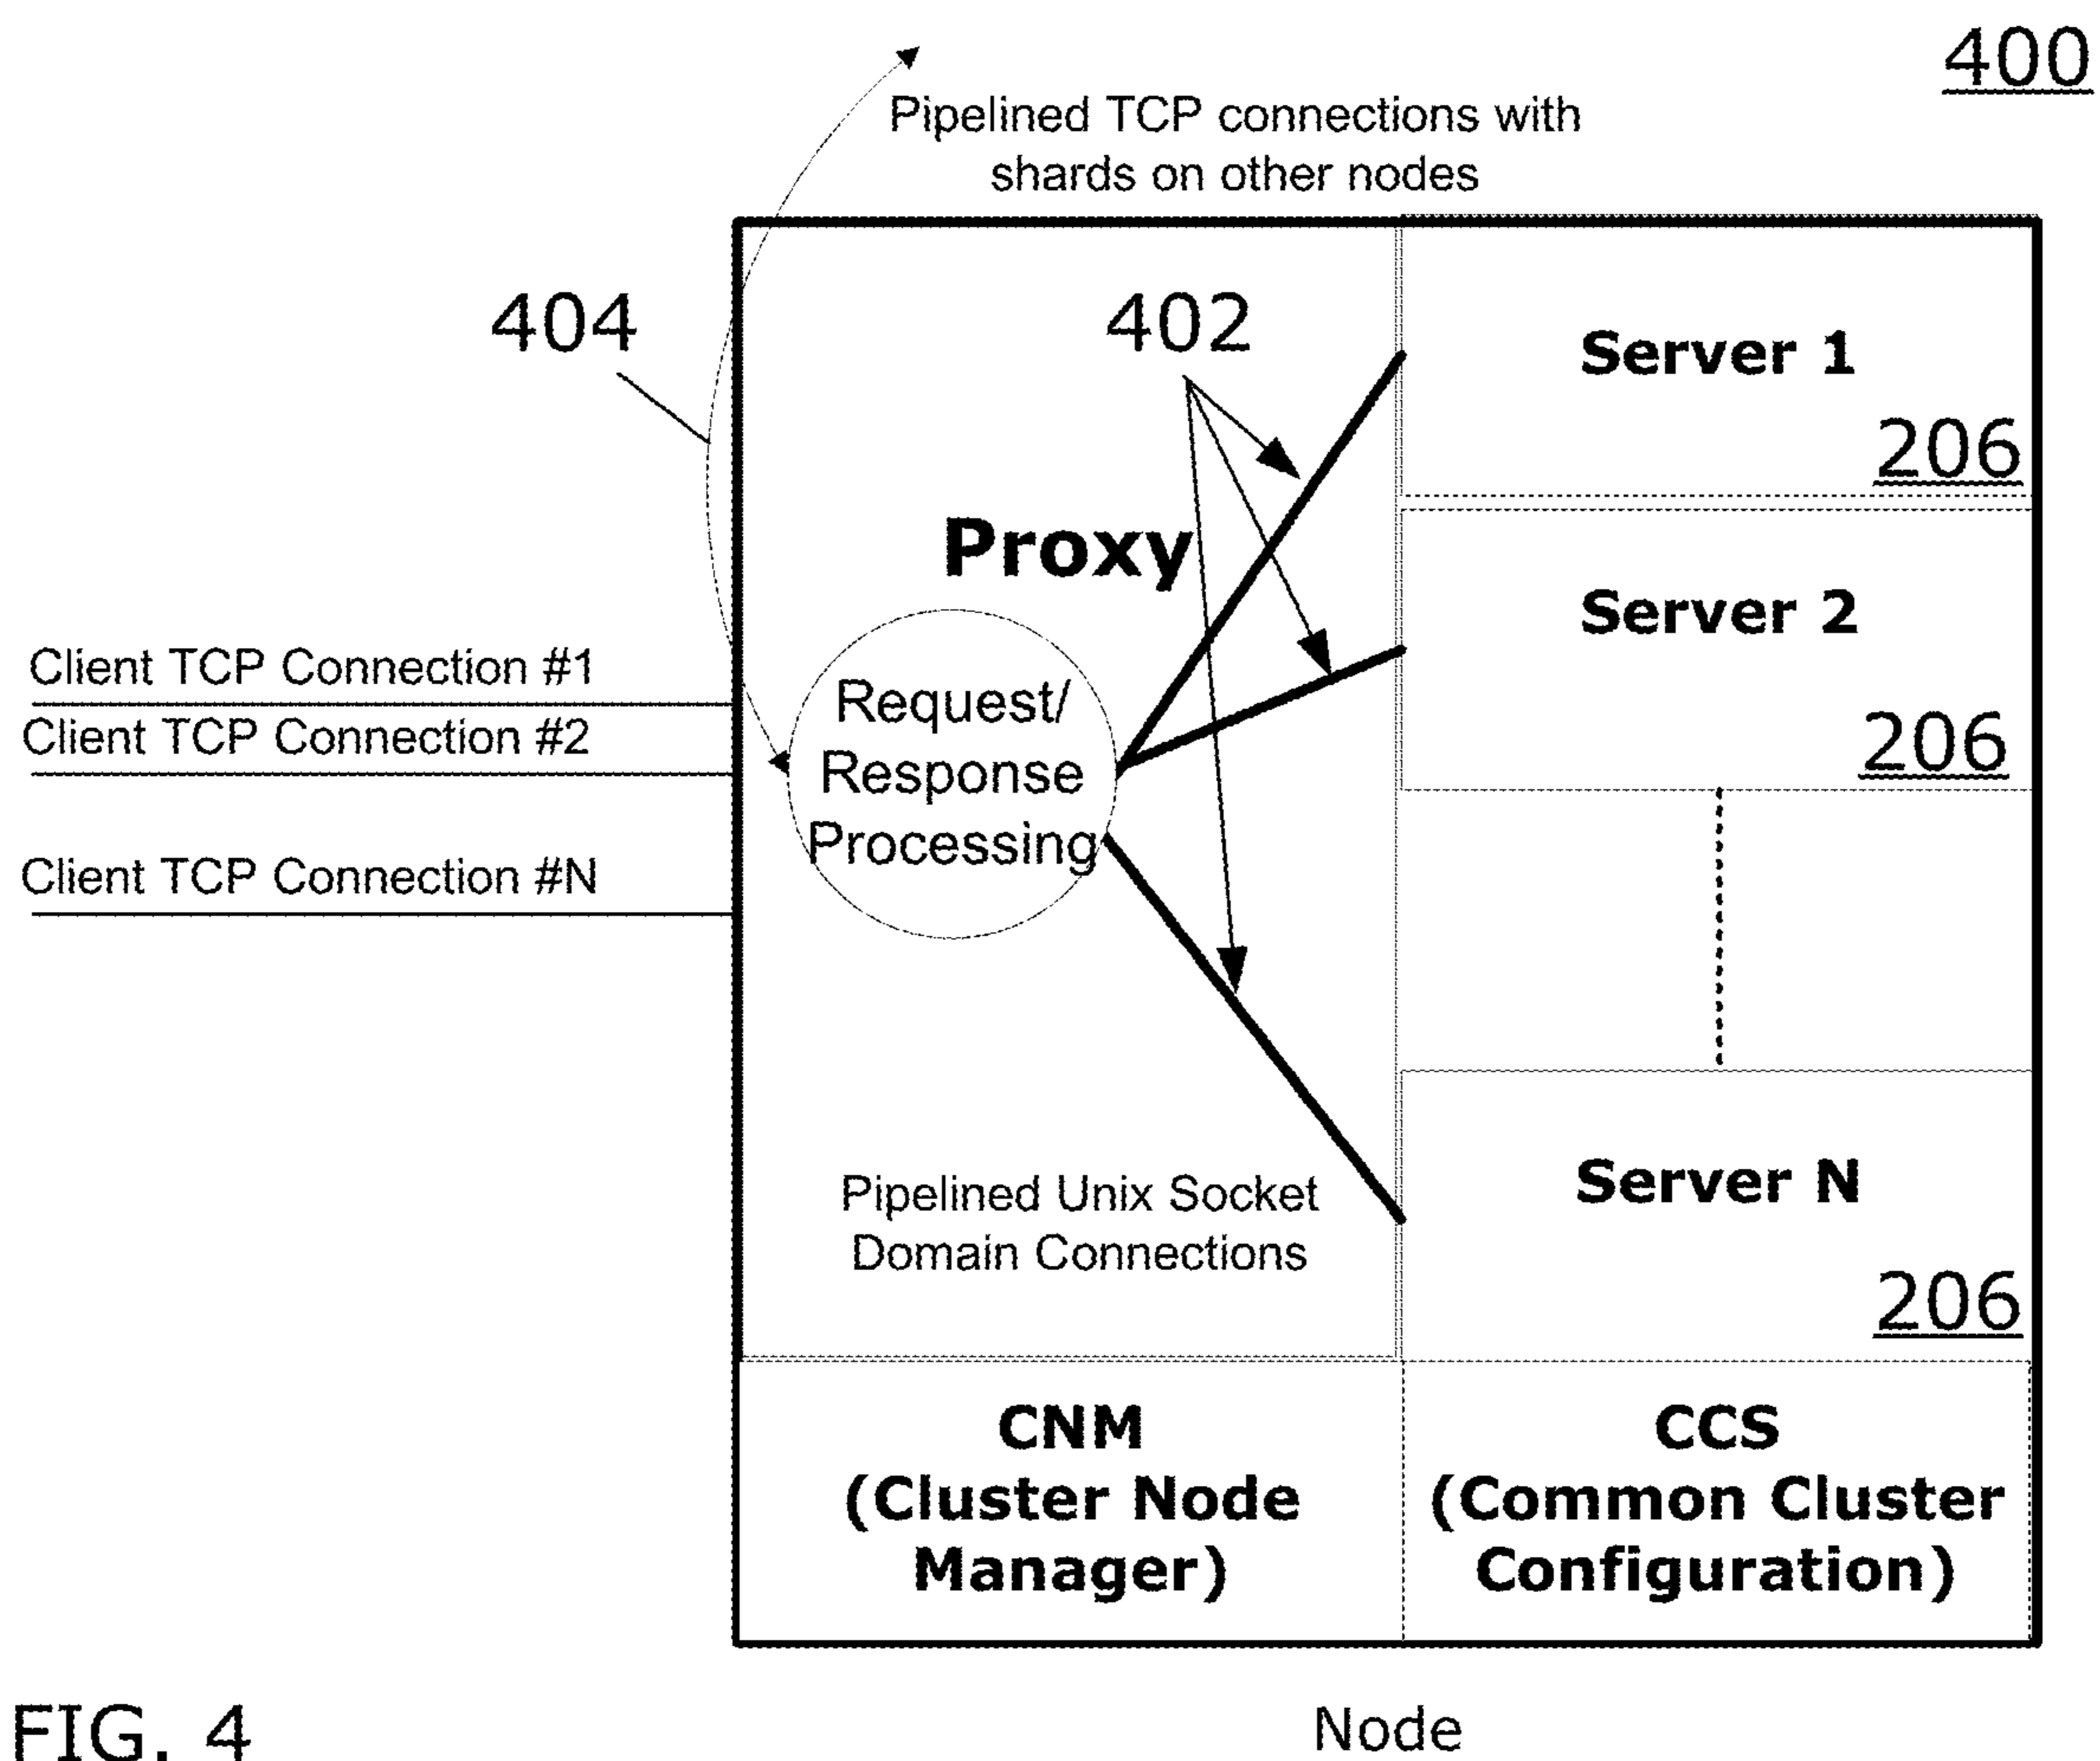 400
Pipelined TCP connections with
shards on other nodes
404
402
Server 1
206
Proxy
Server 2
206
Client TCP Connection #1
Client TCP Connection #2
Client TCP Connection #N
Request/
Response
Processing
Server N
206
Pipelined Unix Socket
Domain Connections
CNM
(Cluster Node
Manager)
CCS
(Common Cluster
Configuration)
FIG. 4
Node